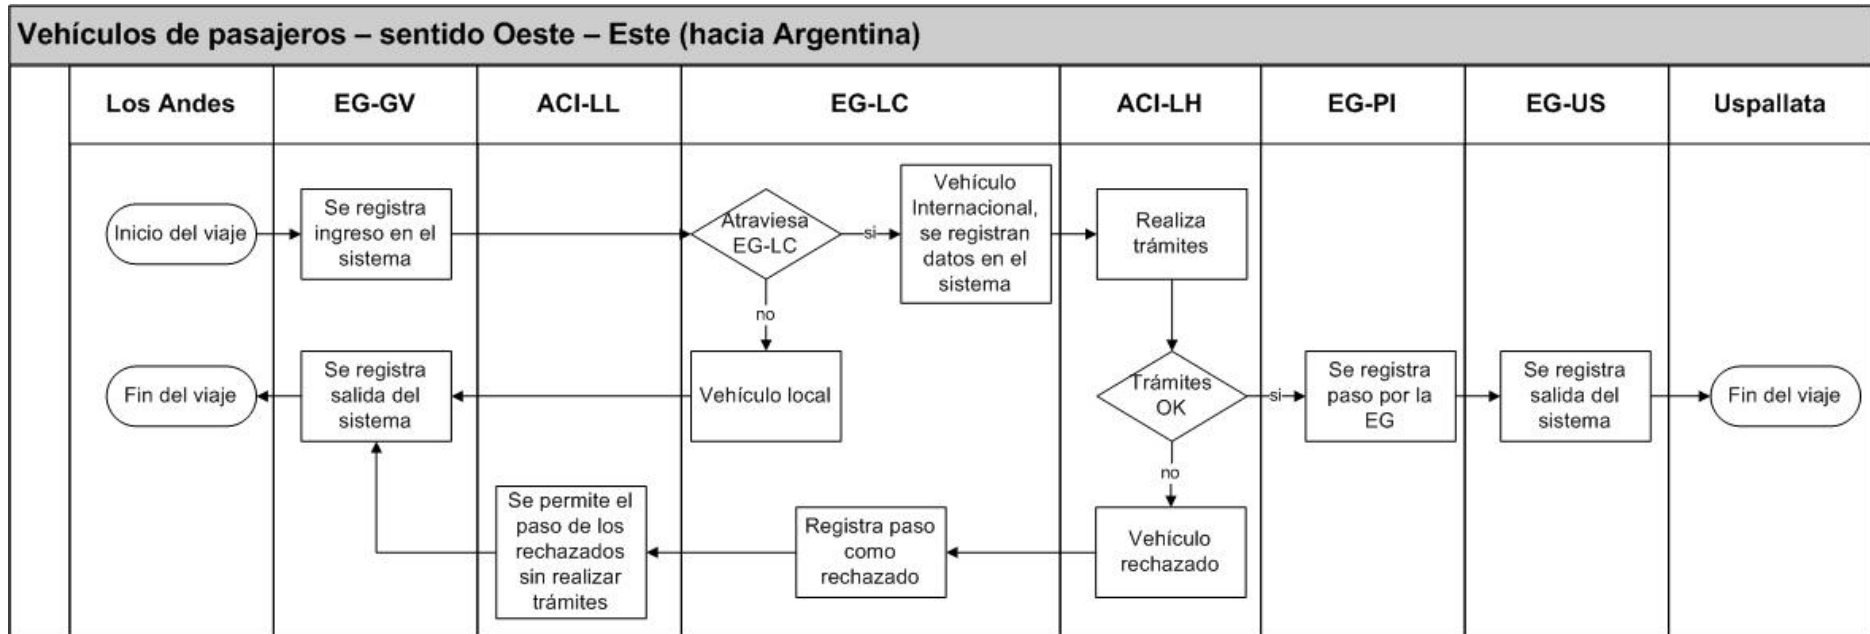 Vehículos de pasajeros – sentido Oeste – Este (hacia Argentina)
Los Andes
EG-GV
ACI-LL
EG-LC
ACI-LH
EG-PI
EG-US
Uspallata
Inicio del viaje
Se registra
ingreso en el
sistema
Atraviesa
EG-LC
si
Vehículo
Internacional,
se registran
datos en el
sistema
Realiza
trámites
no
Fin del viaje
Se registra
salida del
sistema
Vehículo local
Trámites
OK
si
Se registra
paso por la
EG
Se registra
salida del
sistema
Fin del viaje
no
Se permite el
paso de los
rechazados
sin realizar
trámites
Registra paso
como
rechazado
Vehículo
rechazado